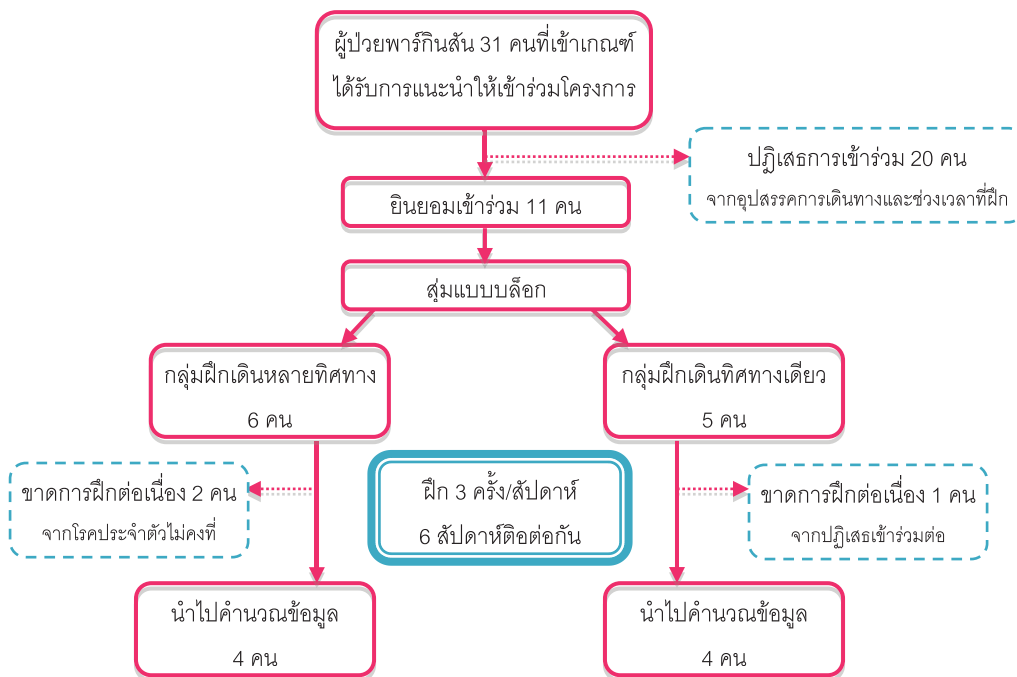 ผู้ป่วยพาร์กินสัน 31 คนที่เข้าเกณฑ์
ได้รับการแนะนำให้เข้าร่วมโครงการ
ปฎิเสธการเข้าร่วม 20 คน
จากอุปสรรคการเดินทางและช่วงเวลาที่ฝึก
ยินยอมเข้าร่วม 11 คน
สุ่มแบบบล็อก
กลุ่มฝึกเดินหลายทิศทาง
6 คน
กลุ่มฝึกเดินทิศทางเดียว
5 คน
ขาดการฝึกต่อเนื่อง 2 คน
จากโรคประจำตัวไม่คงที่
ฝึก 3 ครั้ง/สัปดาห์
6 สัปดาห์ติอต่อกัน
ขาดการฝึกต่อเนื่อง 1 คน
จากปฏิเสธเข้าร่วมต่อ
นำไปคำนวณข้อมูล
4 คน
นำไปคำนวณข้อมูล
4 คน